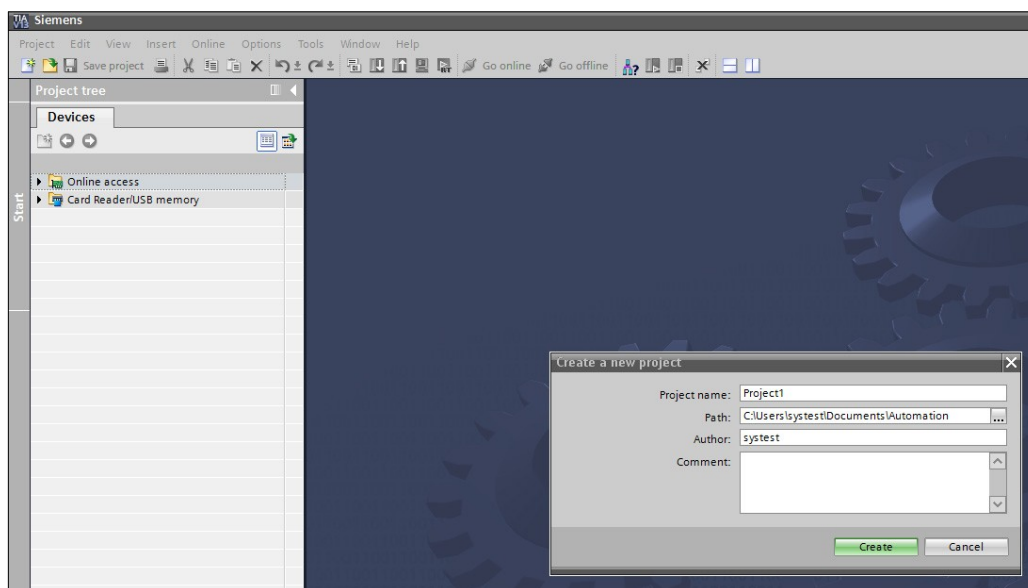 TIA V13 Siemens
Project Edit View Insert Online Options Tools Window Help
Save project Go online Go offline
Project tree
Devices
Online access
Card Reader/USB memory
Start
Create a new project
Project name: Project1
Path: C:\Users\systest\Documents\Automation ...
Author: systest
Comment:
Create Cancel